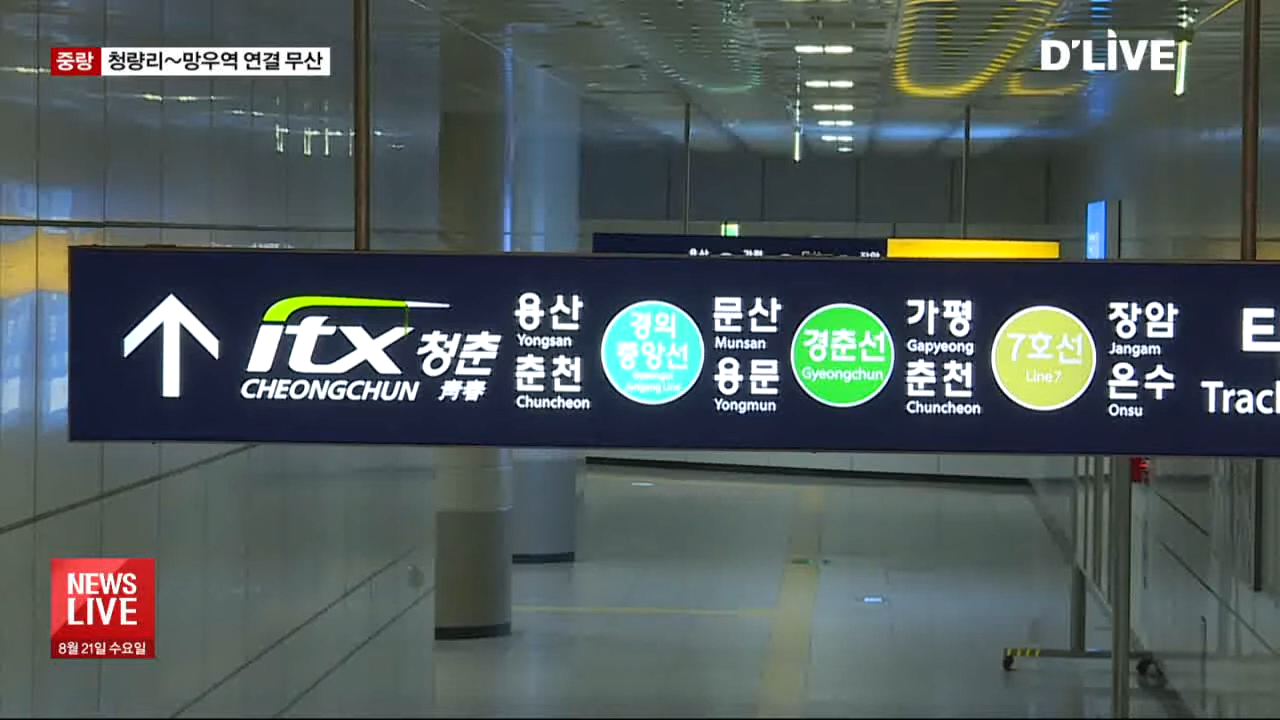 중랑 청량리~망우역 연결 무산
D'LIVE
itx 청춘
CHEONGCHUN 青春
용산
Yongsan
춘천
Chuncheon
경의
중앙선
문산
Munsan
용문
Yongmun
경춘선
Gyeongchun
가평
Gapyeong
춘천
Chuncheon
7호선
Line 7
장암
Jangam
온수
Onsu
NEWS
LIVE
8월 21일 수요일